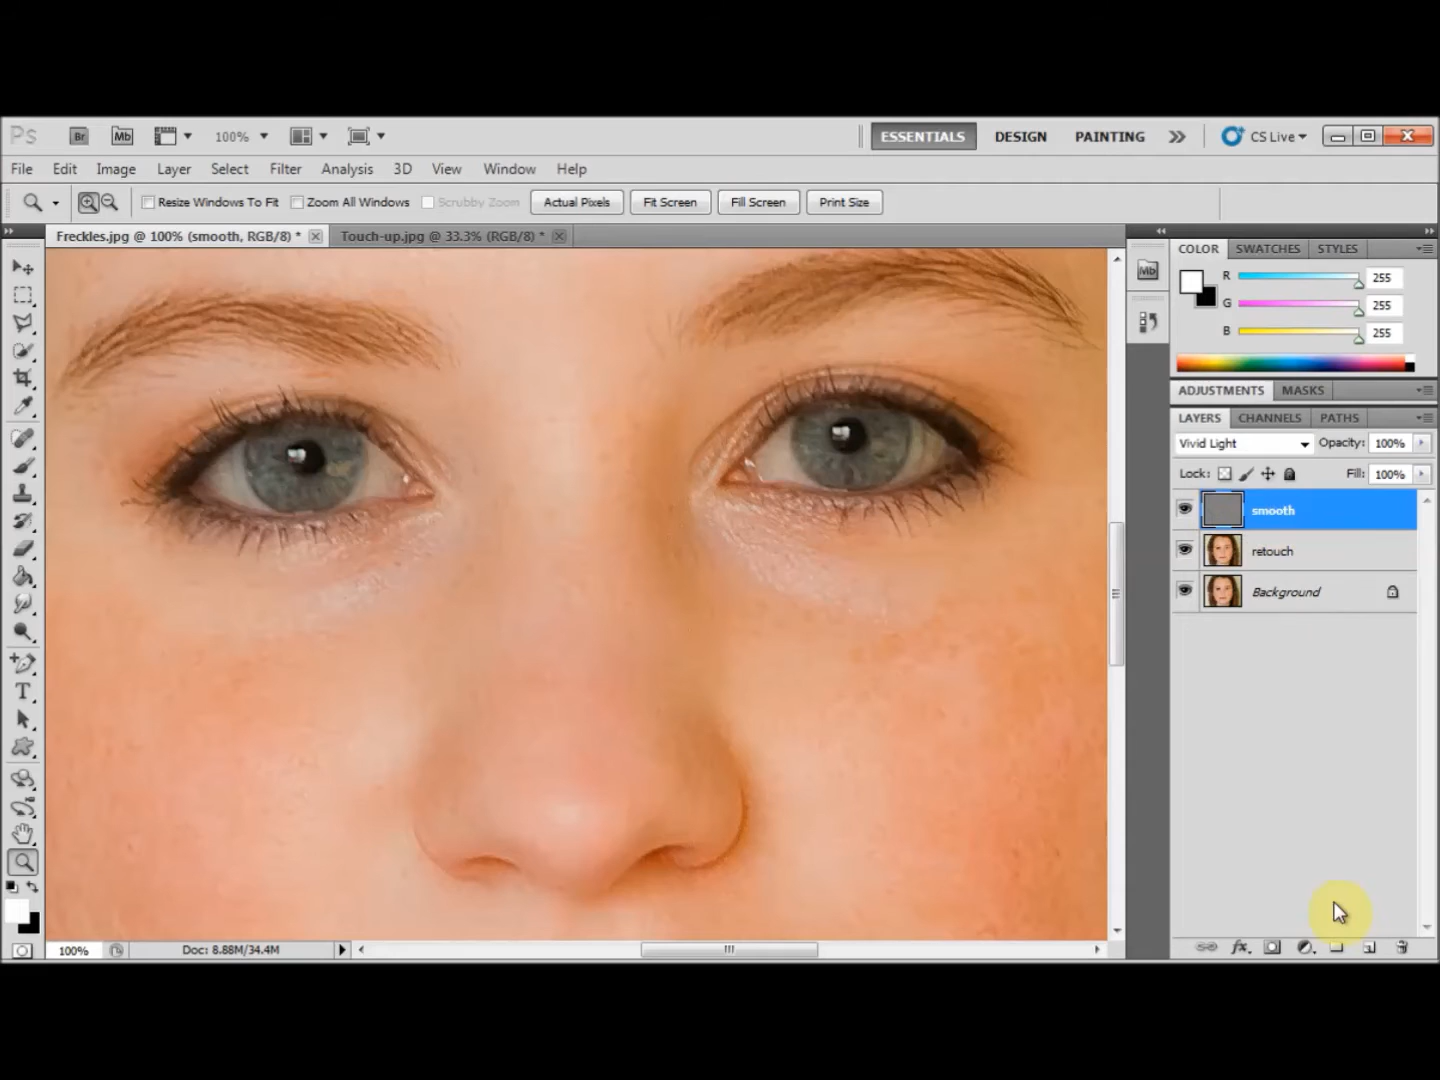 Ps Br Mb 100% ESSENTIALS DESIGN PAINTING CS Live
File Edit Image Layer Select Filter Analysis 3D View Window Help
Resize Windows To Fit Zoom All Windows Scrubby Zoom Actual Pixels Fit Screen Fill Screen Print Size
Freckles.jpg @ 100% (smooth, RGB/8) * Touch-up.jpg @ 33.3% (RGB/8) *
COLOR SWATCHES STYLES
Mb
R 255
G 255
B 255
ADJUSTMENTS MASKS
LAYERS CHANNELS PATHS
Vivid Light Opacity: 100%
Lock: Fill: 100%
smooth
retouch
Background
T
fx
100% Doc: 8.88M/34.4M